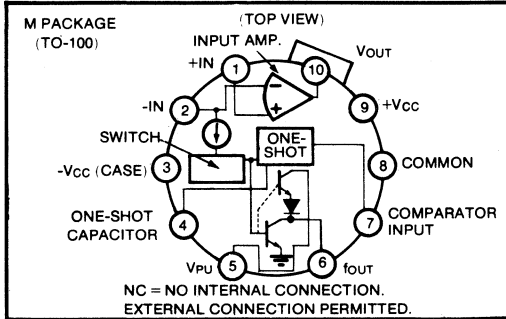 M PACKAGE
(TO-100)
(TOP VIEW)
INPUT AMP.
VOUT
+IN
1
10
-IN
2
−
+
9
+VCC
SWITCH
ONE-
SHOT
-VCC (CASE)
3
8
COMMON
ONE-SHOT
CAPACITOR
4
7
COMPARATOR
INPUT
VPU
5
6
fOUT
NC = NO INTERNAL CONNECTION.
EXTERNAL CONNECTION PERMITTED.